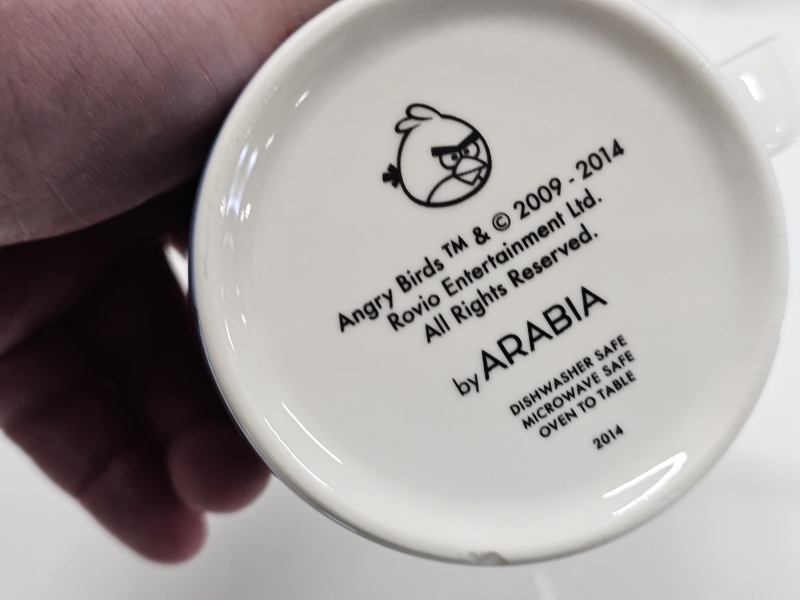 Angry Birds ™ & © 2009 - 2014
Rovio Entertainment Ltd.
All Rights Reserved.
by ARABIA
DISHWASHER SAFE
MICROWAVE SAFE
OVEN TO TABLE
2014